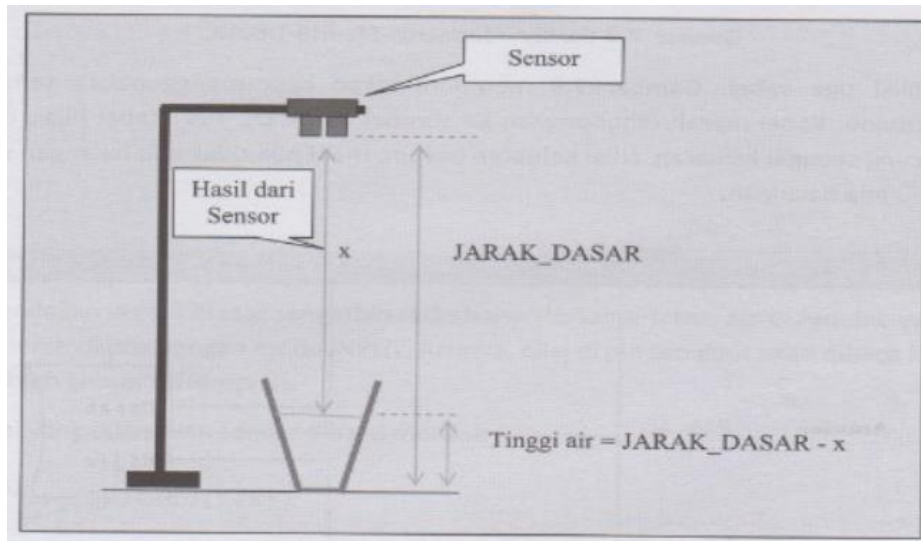 Sensor
Hasil dari
Sensor
x
JARAK_DASAR
Tinggi air = JARAK_DASAR - x